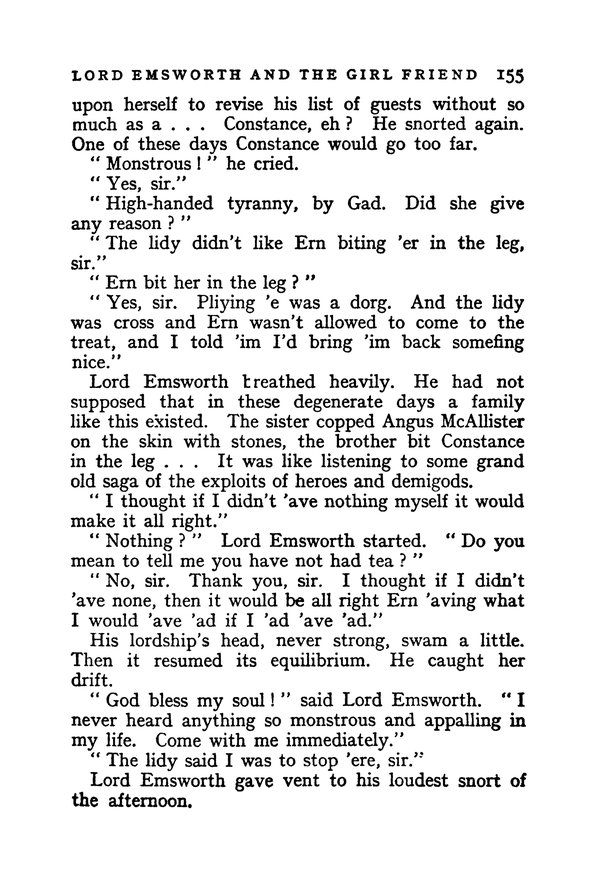 LORD EMSWORTH AND THE GIRL FRIEND 155
upon herself to revise his list of guests without so
much as a . . . Constance, eh ? He snorted again.
One of these days Constance would go too far.
" Monstrous ! " he cried.
" Yes, sir."
" High-handed tyranny, by Gad. Did she give
any reason ? "
" The lidy didn't like Ern biting 'er in the leg,
sir."
" Ern bit her in the leg ? "
" Yes, sir. Pliying 'e was a dorg. And the lidy
was cross and Ern wasn't allowed to come to the
treat, and I told 'im I'd bring 'im back somefing
nice."
Lord Emsworth breathed heavily. He had not
supposed that in these degenerate days a family
like this existed. The sister copped Angus McAllister
on the skin with stones, the brother bit Constance
in the leg . . . It was like listening to some grand
old saga of the exploits of heroes and demigods.
" I thought if I didn't 'ave nothing myself it would
make it all right."
" Nothing ? " Lord Emsworth started. " Do you
mean to tell me you have not had tea ? "
" No, sir. Thank you, sir. I thought if I didn't
'ave none, then it would be all right Ern 'aving what
I would 'ave 'ad if I 'ad 'ave 'ad."
His lordship's head, never strong, swam a little.
Then it resumed its equilibrium. He caught her
drift.
" God bless my soul ! " said Lord Emsworth. " I
never heard anything so monstrous and appalling in
my life. Come with me immediately."
" The lidy said I was to stop 'ere, sir."
Lord Emsworth gave vent to his loudest snort of
the afternoon.